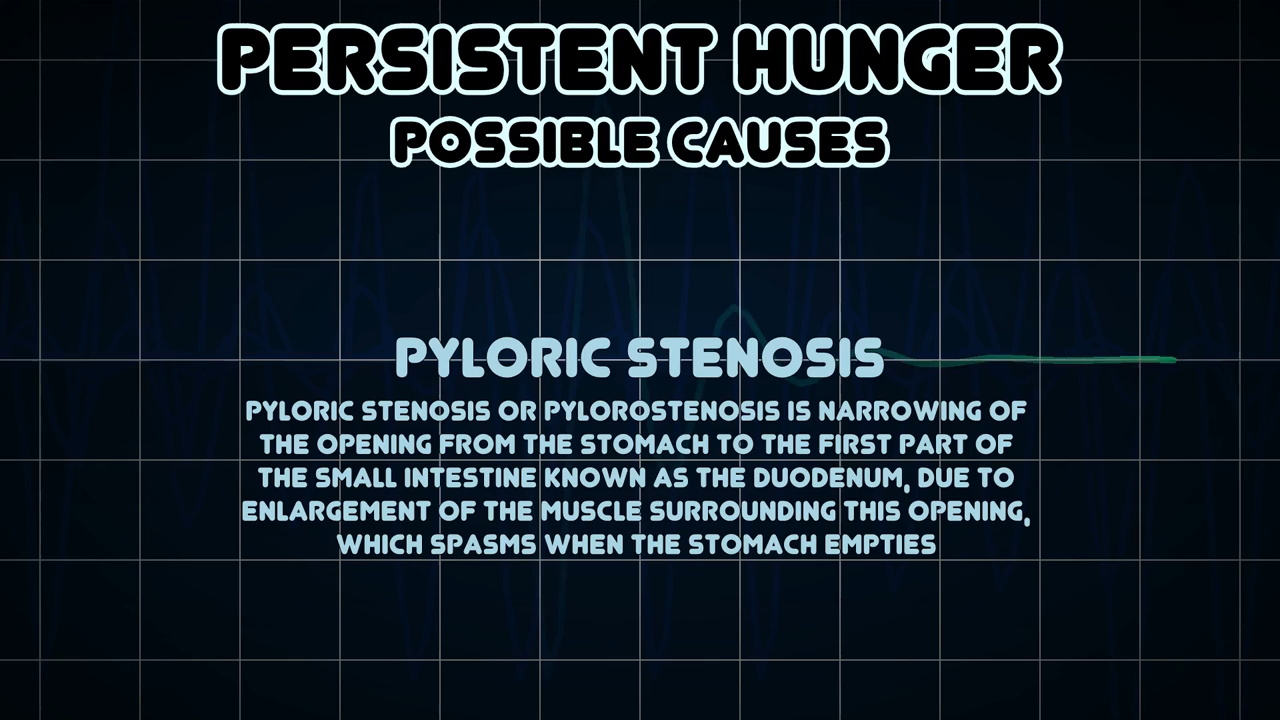 PERSISTENT HUNGER
POSSIBLE CAUSES
PYLORIC STENOSIS
PYLORIC STENOSIS OR PYLOROSTENOSIS IS NARROWING OF
THE OPENING FROM THE STOMACH TO THE FIRST PART OF
THE SMALL INTESTINE KNOWN AS THE DUODENUM, DUE TO
ENLARGEMENT OF THE MUSCLE SURROUNDING THIS OPENING,
WHICH SPASMS WHEN THE STOMACH EMPTIES